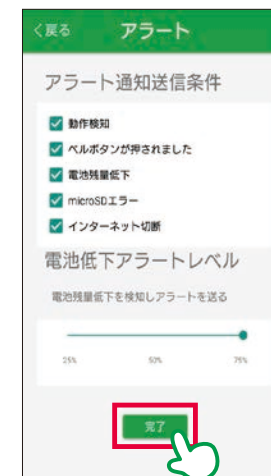 <戻る アラート
アラート通知送信条件
動作検知
ベルボタンが押されました
電池残量低下
microSDエラー
インターネット切断
電池低下アラートレベル
電池残量低下を検知しアラートを送る
25% 50% 75%
完了